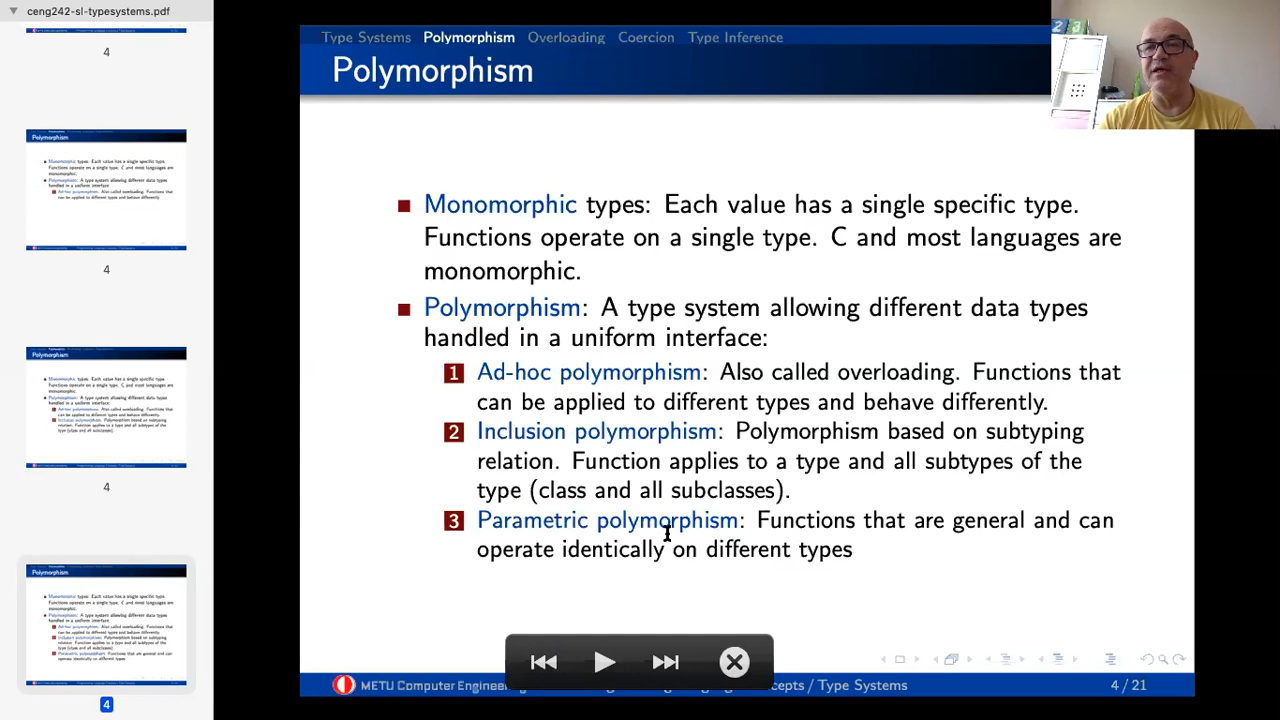 ceng242-sl-typesystems.pdf
4
Polymorphism
4
Polymorphism
4
Polymorphism
4
Type Systems Polymorphism Overloading Coercion Type Inference
Polymorphism
Monomorphic types: Each value has a single specific type.
Functions operate on a single type. C and most languages are
monomorphic.
Polymorphism: A type system allowing different data types
handled in a uniform interface:
1 Ad-hoc polymorphism: Also called overloading. Functions that
can be applied to different types and behave differently.
2 Inclusion polymorphism: Polymorphism based on subtyping
relation. Function applies to a type and all subtypes of the
type (class and all subclasses).
3 Parametric polymorphism: Functions that are general and can
operate identically on different types
METU Computer Engineering / Type Systems 4 / 21